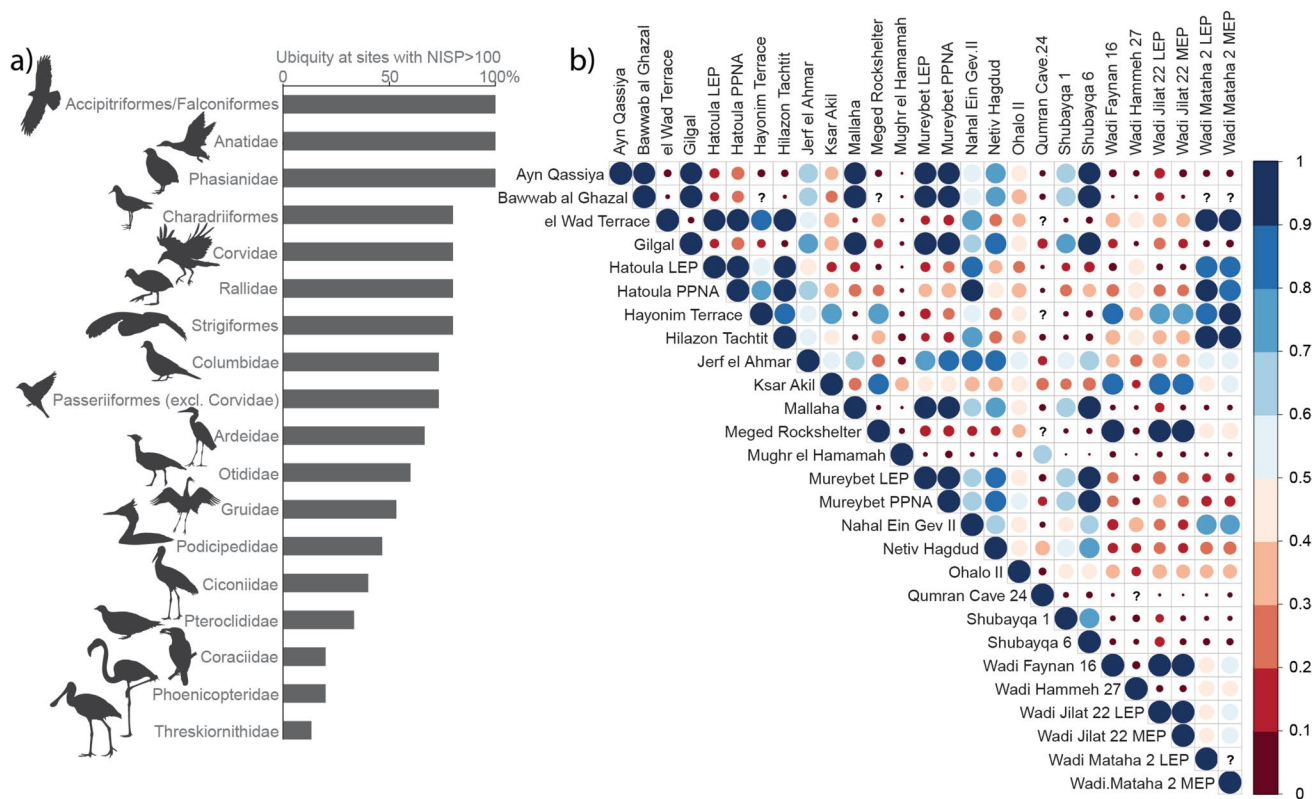 a)
Ubiquity at sites with NISP>100
0 50 100%
Accipitriformes/Falconiformes
Anatidae
Phasianidae
Charadriiformes
Corvidae
Rallidae
Strigiformes
Columbidae
Passeriiformes (excl. Corvidae)
Ardeidae
Otididae
Gruidae
Podicipedidae
Ciconiidae
Pteroclididae
Coraciidae
Phoenicopteridae
Threskiornithidae
b)
Ayn Qassiya
Bawwab al Ghazal
el Wad Terrace
Gilgal
Hatoula LEP
Hatoula PPNA
Hayonim Terrace
Hilazon Tachtit
Jerf el Ahmar
Ksar Akil
Mallaha
Meged Rockshelter
Mughr el Hamamah
Mureybet LEP
Mureybet PPNA
Nahal Ein Gev.II
Netiv Hagdud
Ohalo II
Qumran Cave.24
Shubayqa 1
Shubayqa 6
Wadi Faynan 16
Wadi Hammeh 27
Wadi Jilat 22 LEP
Wadi Jilat 22 MEP
Wadi Mataha 2 LEP
Wadi Mataha 2 MEP
Ayn Qassiya
Bawwab al Ghazal ? ? ? ?
el Wad Terrace ?
Gilgal
Hatoula LEP
Hatoula PPNA
Hayonim Terrace ?
Hilazon Tachtit
Jerf el Ahmar
Ksar Akil
Mallaha
Meged Rockshelter ?
Mughr el Hamamah
Mureybet LEP
Mureybet PPNA
Nahal Ein Gev II
Netiv Hagdud
Ohalo II
Qumran Cave 24 ?
Shubayqa 1
Shubayqa 6
Wadi Faynan 16
Wadi Hammeh 27
Wadi Jilat 22 LEP
Wadi Jilat 22 MEP
Wadi Mataha 2 LEP ?
Wadi.Mataha 2 MEP
1
0.9
0.8
0.7
0.6
0.5
0.4
0.3
0.2
0.1
0